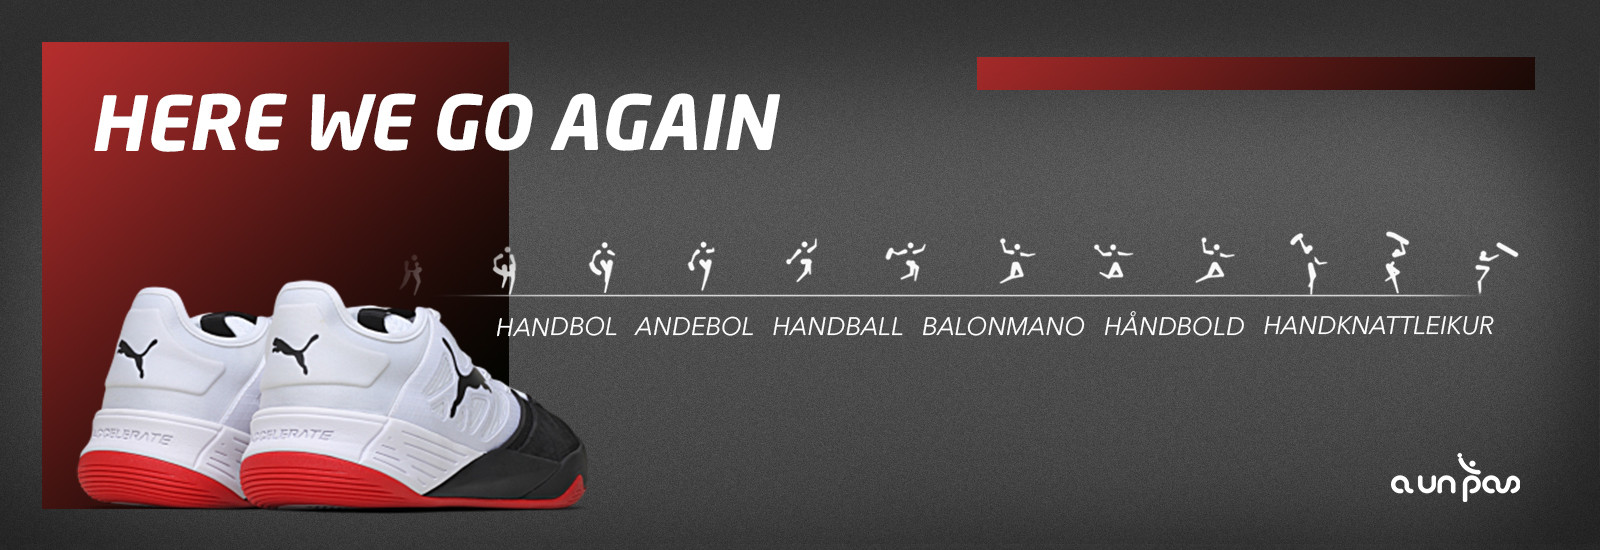 HERE WE GO AGAIN
HANDBOL ANDEBOL HANDBALL BALONMANO HÅNDBOLD HANDKNATTLEIKUR
ACCELERATE
ACCELERATE
a un pas